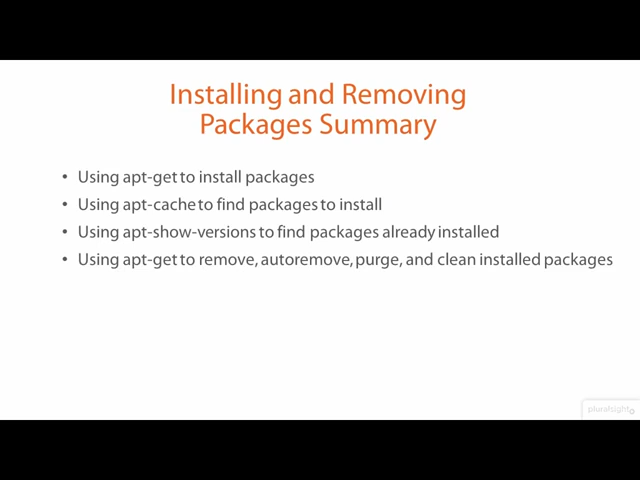 Installing and Removing
Packages Summary
• Using apt-get to install packages
• Using apt-cache to find packages to install
• Using apt-show-versions to find packages already installed
• Using apt-get to remove, autoremove, purge, and clean installed packages
pluralsight